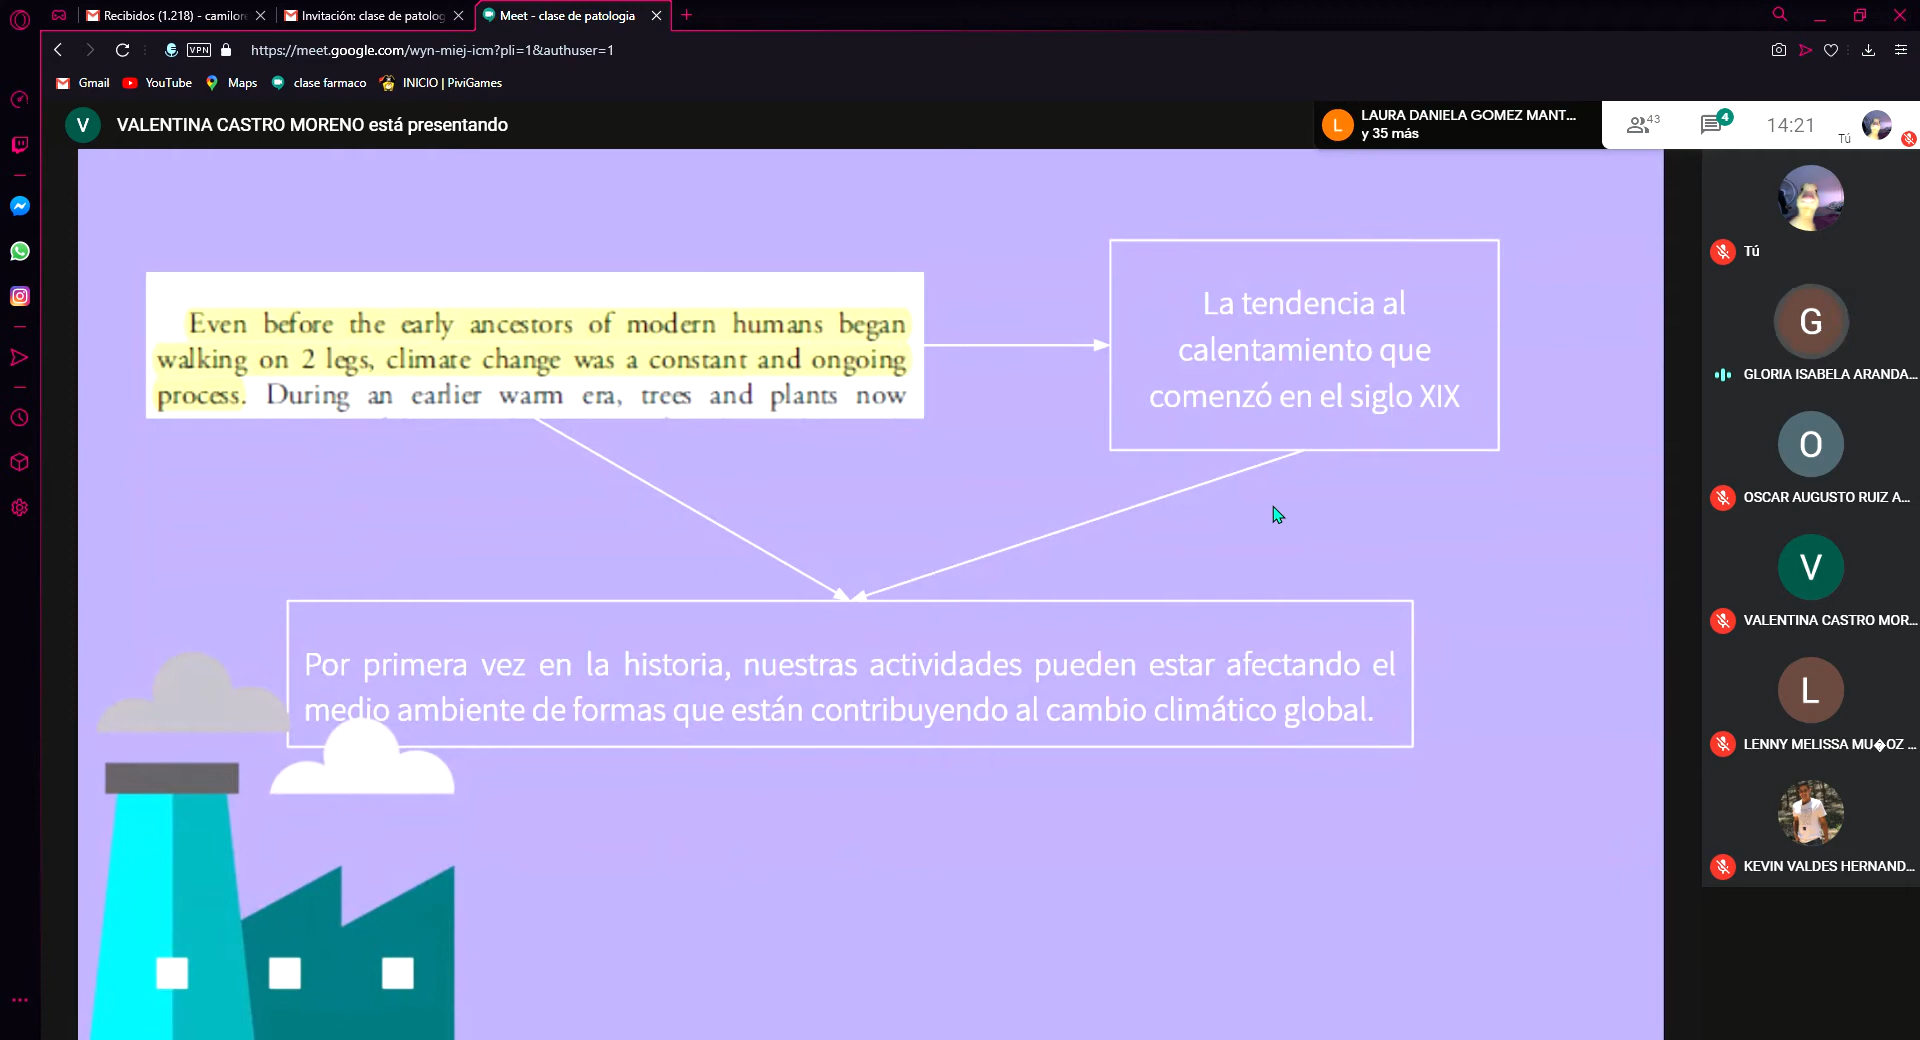 Recibidos (1.218) - camilore
Invitación: clase de patolog
Meet - clase de patologia
VPN
https://meet.google.com/wyn-miej-icm?pli=1&authuser=1
Gmail
YouTube
Maps
clase farmaco
INICIO | PiviGames
V
VALENTINA CASTRO MORENO está presentando
L
LAURA DANIELA GOMEZ MANT...
y 35 más
43
4
14:21
Tú
Even before the early ancestors of modern humans began
walking on 2 legs, climate change was a constant and ongoing
process. During an earlier warm era, trees and plants now
La tendencia al
calentamiento que
comenzó en el siglo XIX
Por primera vez en la historia, nuestras actividades pueden estar afectando el
medio ambiente de formas que están contribuyendo al cambio climático global.
Tú
G
GLORIA ISABELA ARANDA...
O
OSCAR AUGUSTO RUIZ A...
V
VALENTINA CASTRO MOR...
L
LENNY MELISSA MU�OZ ...
KEVIN VALDES HERNAND...